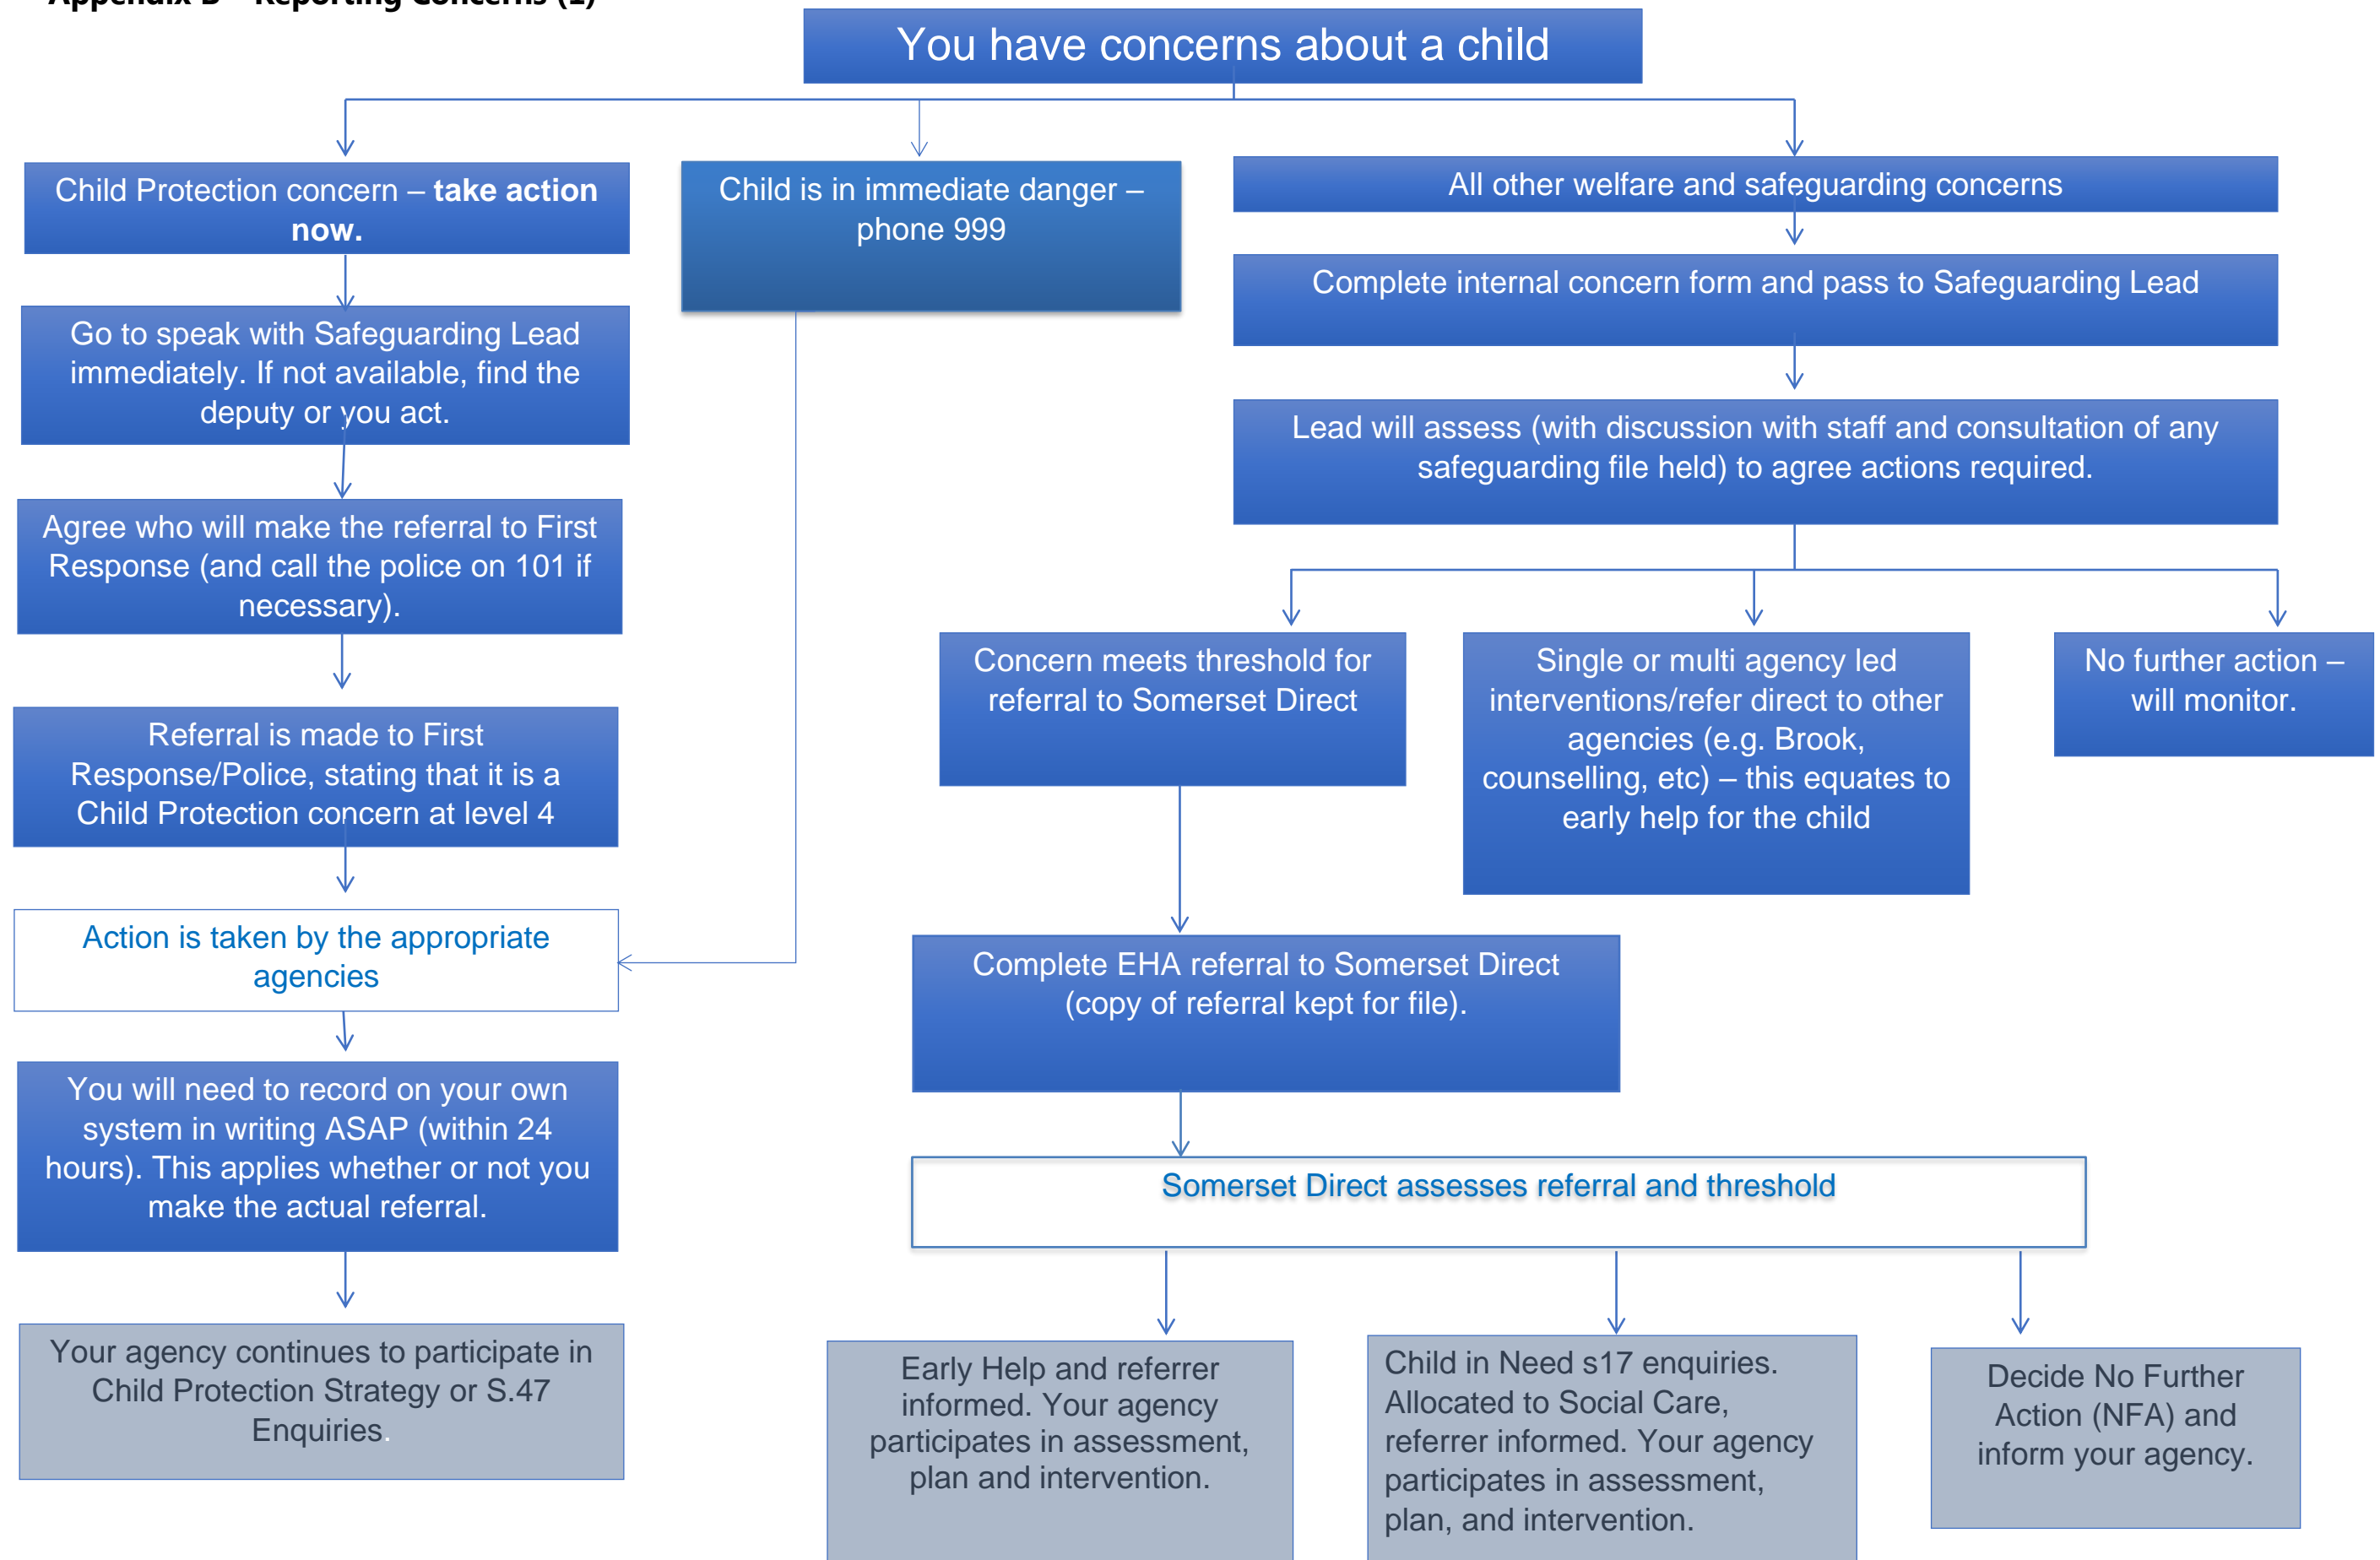 Appendix B – Reporting Concerns (1)
You have concerns about a child
Child Protection concern – take action
now.
Go to speak with Safeguarding Lead
immediately. If not available, find the
deputy or you act.
Agree who will make the referral to First
Response (and call the police on 101 if
necessary).
Referral is made to First
Response/Police, stating that it is a
Child Protection concern at level 4
Action is taken by the appropriate
agencies
You will need to record on your own
system in writing ASAP (within 24
hours). This applies whether or not you
make the actual referral.
Your agency continues to participate in
Child Protection Strategy or S.47
Enquiries.
Child is in immediate danger –
phone 999
All other welfare and safeguarding concerns
Complete internal concern form and pass to Safeguarding Lead
Lead will assess (with discussion with staff and consultation of any
safeguarding file held) to agree actions required.
Concern meets threshold for
referral to Somerset Direct
Single or multi agency led
interventions/refer direct to other
agencies (e.g. Brook,
counselling, etc) – this equates to
early help for the child
No further action –
will monitor.
Complete EHA referral to Somerset Direct
(copy of referral kept for file).
Somerset Direct assesses referral and threshold
Early Help and referrer
informed. Your agency
participates in assessment,
plan and intervention.
Child in Need s17 enquiries.
Allocated to Social Care,
referrer informed. Your agency
participates in assessment,
plan, and intervention.
Decide No Further
Action (NFA) and
inform your agency.